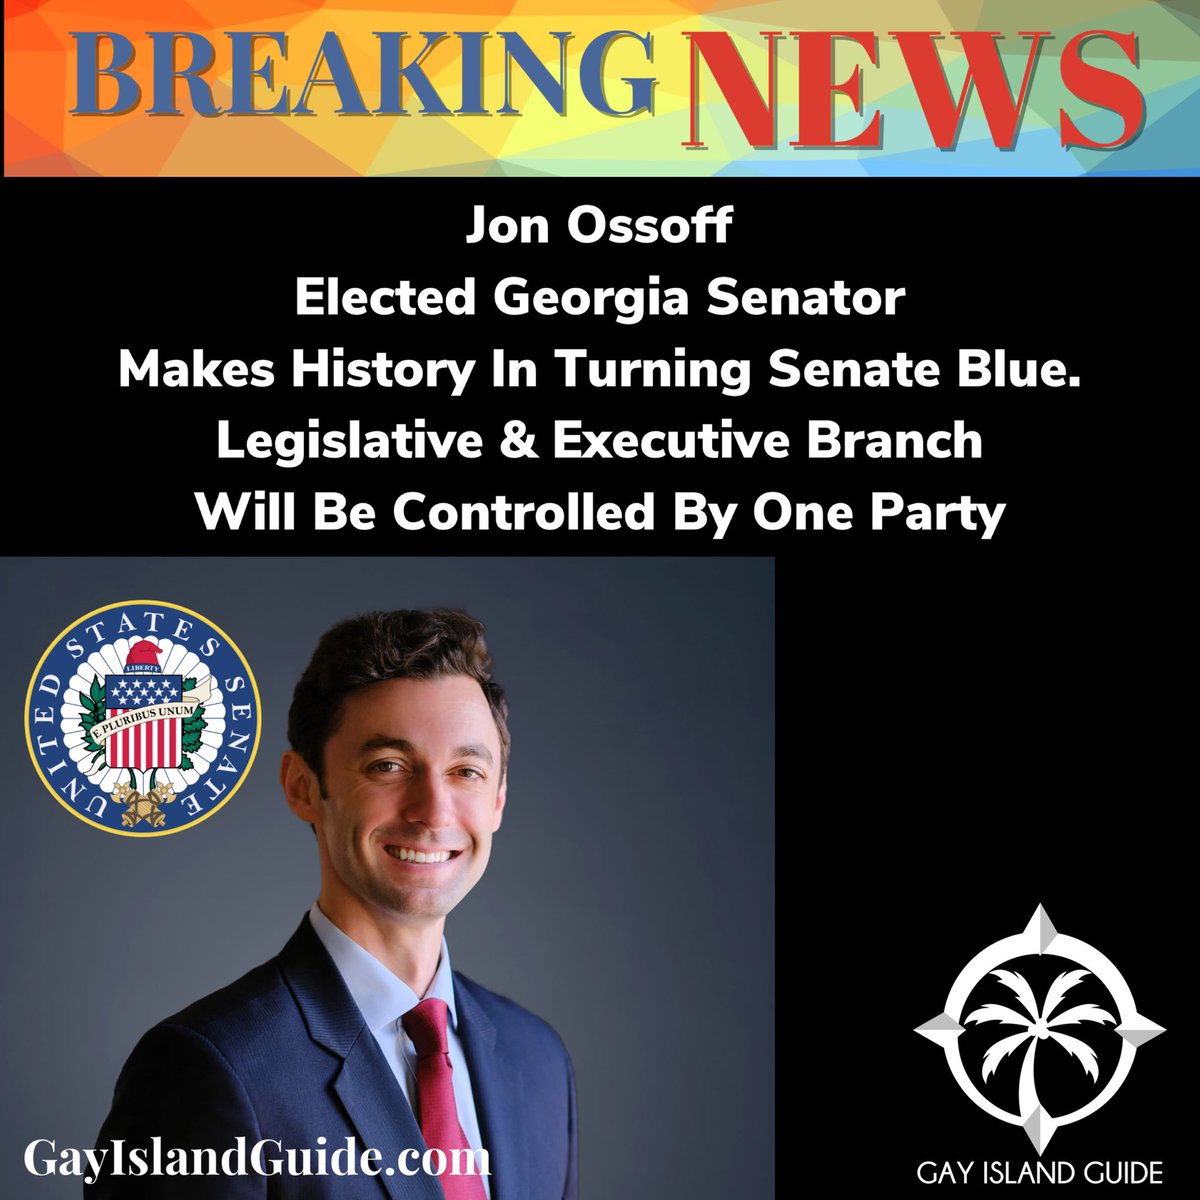 BREAKING NEWS
Jon Ossoff
Elected Georgia Senator
Makes History In Turning Senate Blue.
Legislative & Executive Branch
Will Be Controlled By One Party
UNITED STATES SENATE
LIBERTY
E PLURIBUS UNUM
GayIslandGuide.com
GAY ISLAND GUIDE